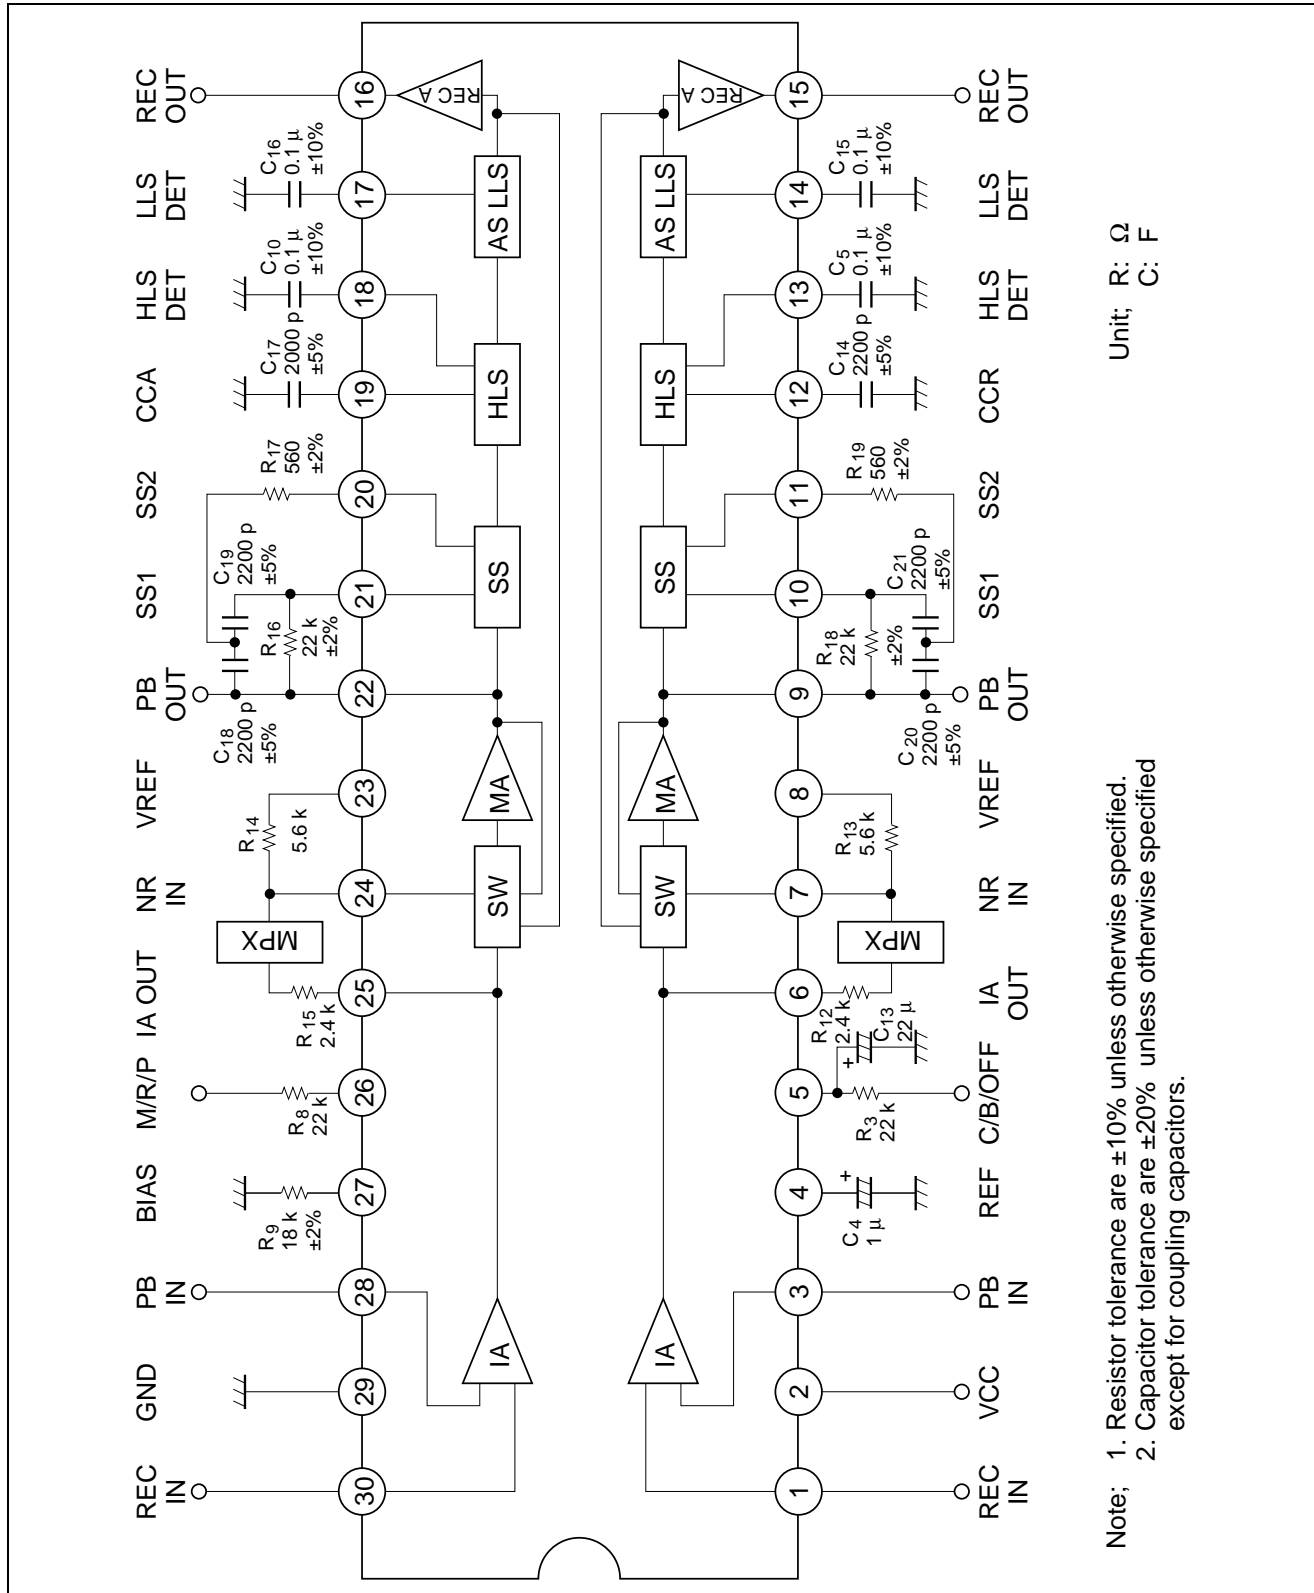 REC
IN
GND
PB
IN
BIAS
M/R/P
IA OUT
NR
IN
VREF
PB
OUT
SS1
SS2
CCA
HLS
DET
LLS
DET
REC
OUT
R9
18 k
±2%
R8
22 k
R15
2.4 k
MPX
R14
5.6 k
C18
2200 p
±5%
R16
22 k
±2%
C19
2200 p
±5%
R17
560
±2%
C17
2000 p
±5%
C10
0.1 μ
±10%
C16
0.1 μ
±10%
30
29
28
27
26
25
24
23
22
21
20
19
18
17
16
IA
SW
MA
SS
HLS
AS LLS
REC A
IA
SW
MA
SS
HLS
AS LLS
REC A
1
2
3
4
5
6
7
8
9
10
11
12
13
14
15
+
C4
1 μ
R3
22 k
+
C13
22 μ
R12
2.4 k
MPX
R13
5.6 k
R18
22 k
±2%
C20
2200 p
±5%
C21
2200 p
±5%
R19
560
±2%
C14
2200 p
±5%
C5
0.1 μ
±10%
C15
0.1 μ
±10%
REC
IN
VCC
PB
IN
REF
C/B/OFF
IA
OUT
NR
IN
VREF
PB
OUT
SS1
SS2
CCR
HLS
DET
LLS
DET
REC
OUT
Unit; R: Ω
C: F
Note; 1. Resistor tolerance are ±10% unless otherwise specified.
2. Capacitor tolerance are ±20% unless otherwise specified
except for coupling capacitors.